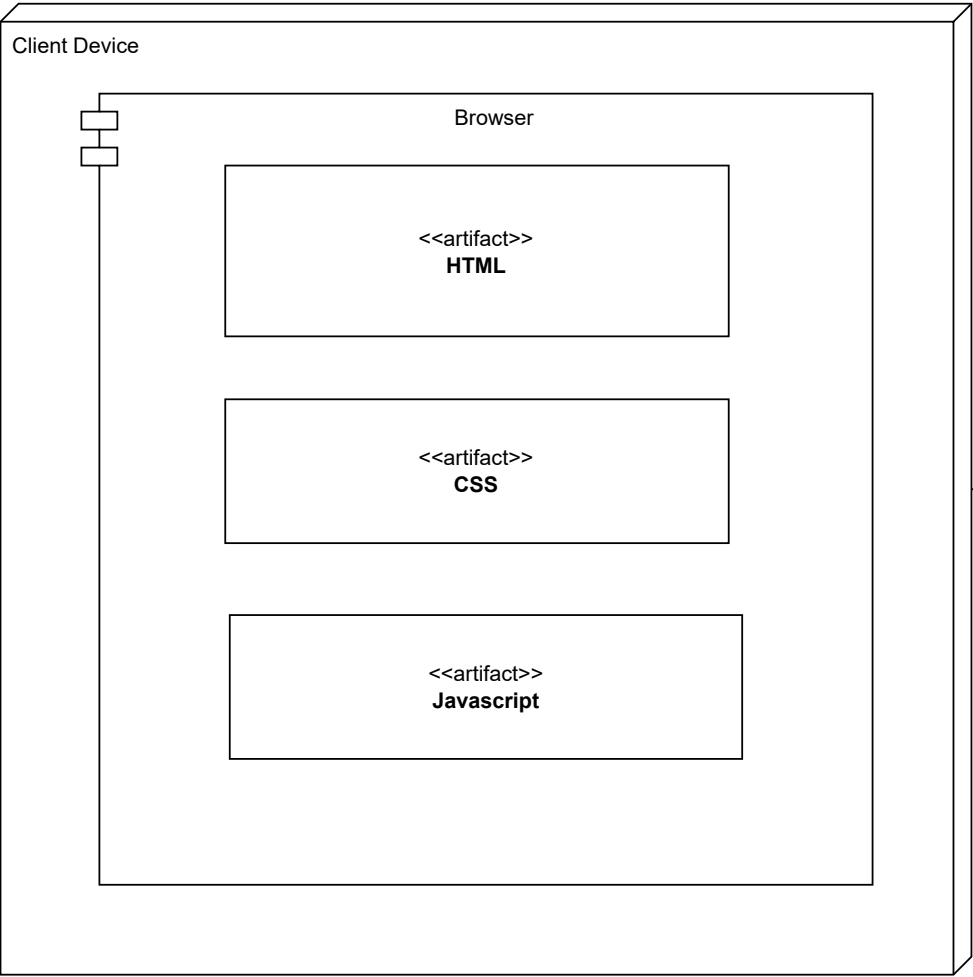 Client Device
Browser
<<artifact>>
HTML
<<artifact>>
CSS
<<artifact>>
Javascript